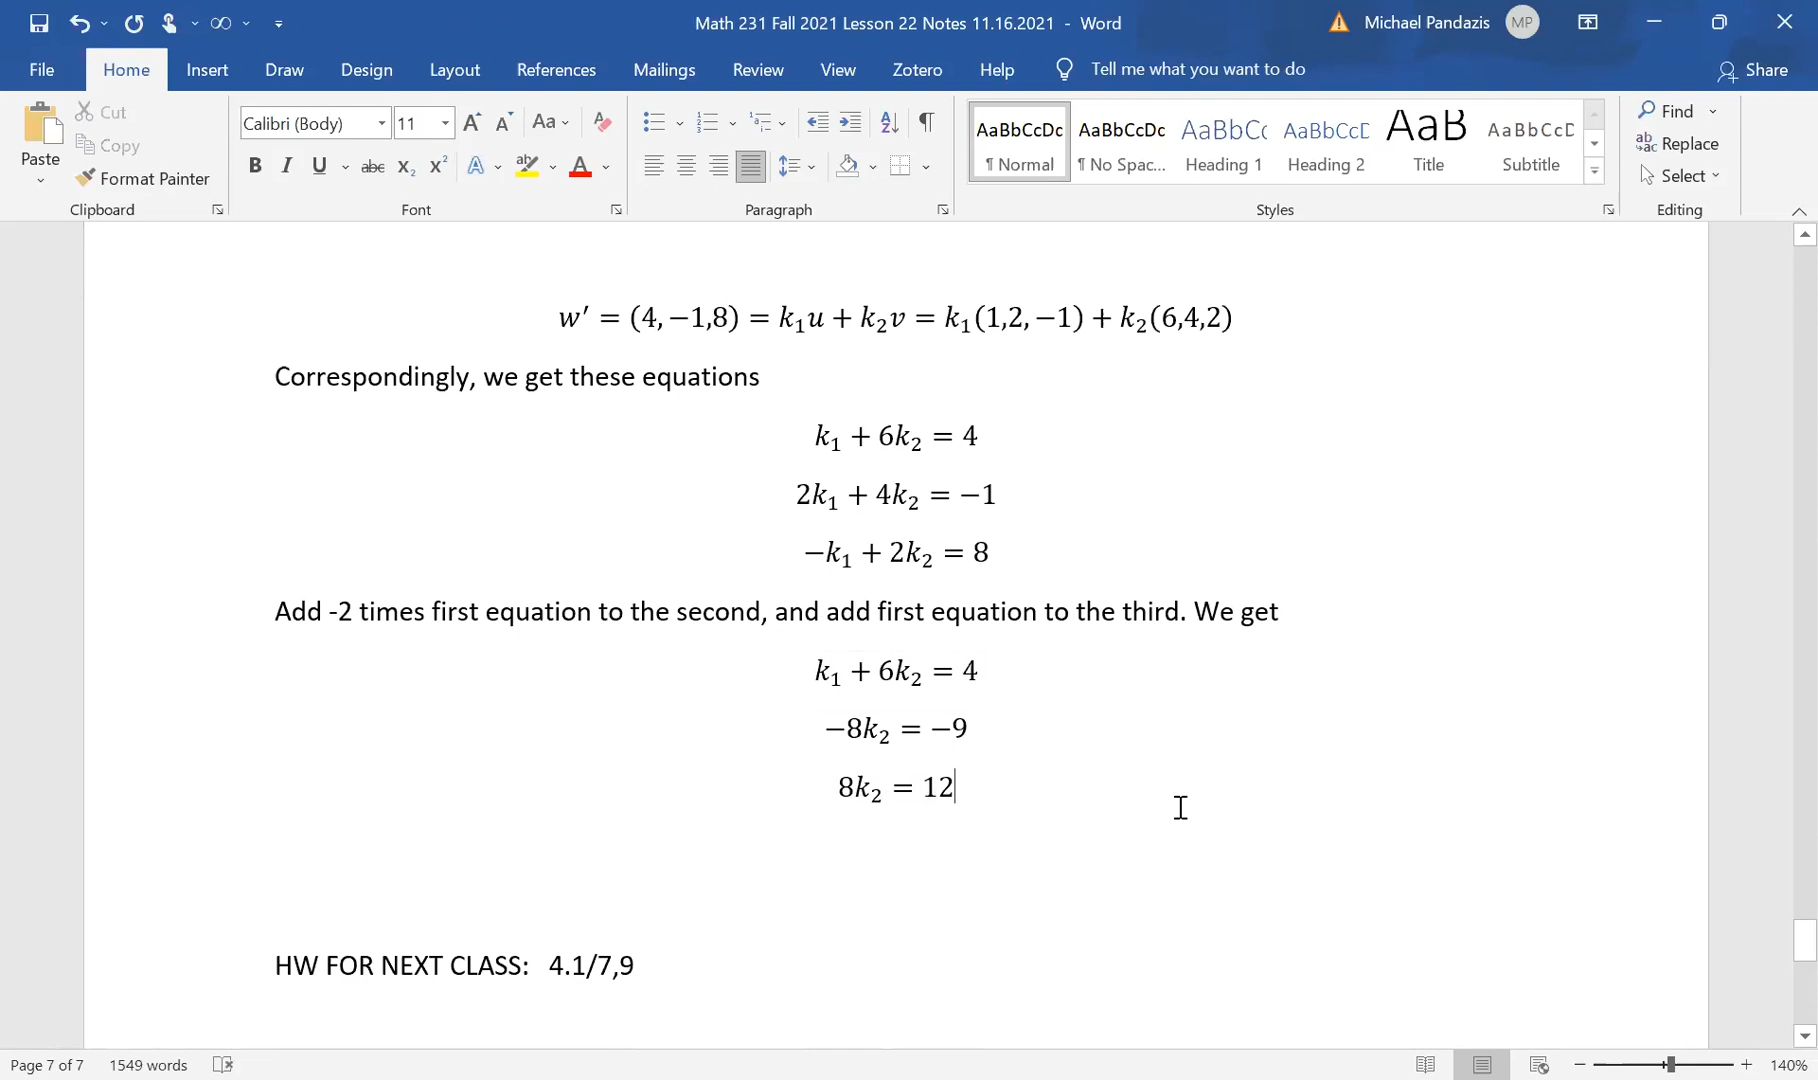 Math 231 Fall 2021 Lesson 22 Notes 11.16.2021 - Word
Michael Pandazis MP
File Home Insert Draw Design Layout References Mailings Review View Zotero Help Tell me what you want to do Share
Paste
Cut
Copy
Format Painter
Clipboard
Calibri (Body) 11
Font
Paragraph
AaBbCcDc AaBbCcDc AaBbCc AaBbCcD AaB AaBbCcD
¶ Normal ¶ No Spac... Heading 1 Heading 2 Title Subtitle
Styles
Find
Replace
Select
Editing
w′ = (4, −1,8) = k₁u + k₂v = k₁(1,2, −1) + k₂(6,4,2)
Correspondingly, we get these equations
k₁ + 6k₂ = 4
2k₁ + 4k₂ = −1
−k₁ + 2k₂ = 8
Add -2 times first equation to the second, and add first equation to the third. We get
k₁ + 6k₂ = 4
−8k₂ = −9
8k₂ = 12
HW FOR NEXT CLASS: 4.1/7,9
Page 7 of 7 1549 words 140%